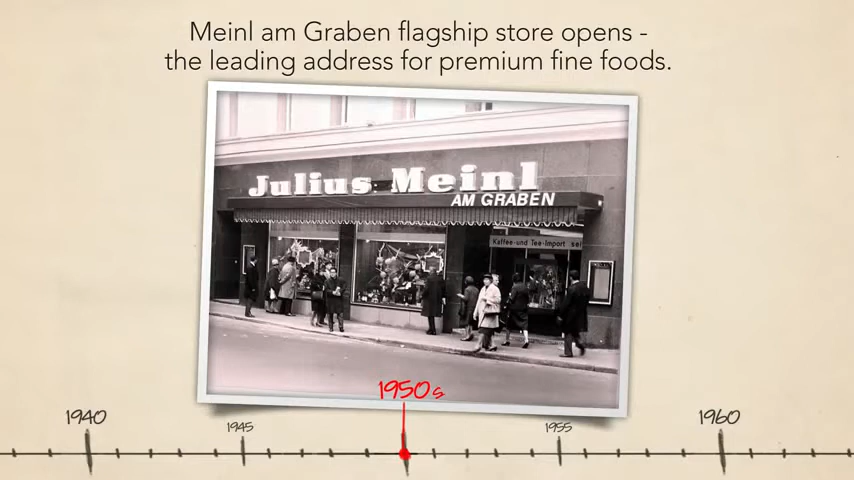 Meinl am Graben flagship store opens -
the leading address for premium fine foods.
Julius Meinl
AM GRABEN
Kaffee-und Tee-Import sei
1950s
1940
1945
1955
1960